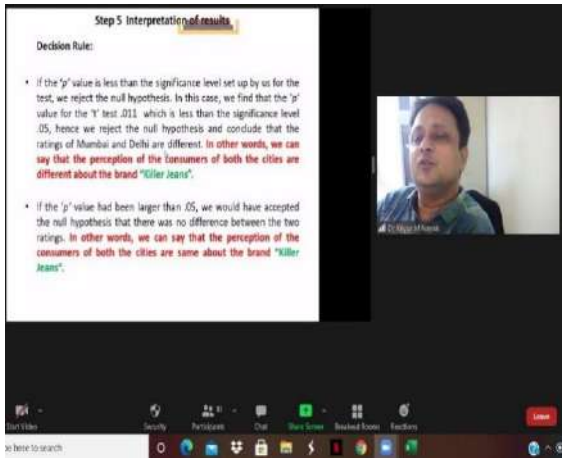 Step 5 Interpretation of results
Decision Rule:
• If the 'p' value is less than the significance level set up by us for the
test, we reject the null hypothesis. In this case, we find that the 'p'
value for the 't' test .011 which is less than the significance level
.05, hence we reject the null hypothesis and conclude that the
ratings of Mumbai and Delhi are different. In other words, we can
say that the perception of the consumers of both the cities are
different about the brand "Killer Jeans".
• If the 'p' value had been larger than .05, we would have accepted
the null hypothesis that there was no difference between the two
ratings. In other words, we can say that the perception of the
consumers of both the cities are same about the brand "Killer
Jeans".
Start Video
Security
Participants
Chat
Share Screen
Breakout Rooms
Reactions
Leave
here to search